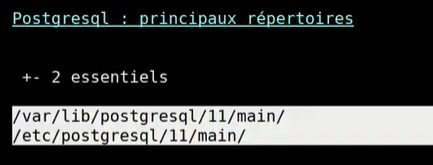 Postgresql : principaux répertoires
+- 2 essentiels
/var/lib/postgresql/11/main/
/etc/postgresql/11/main/